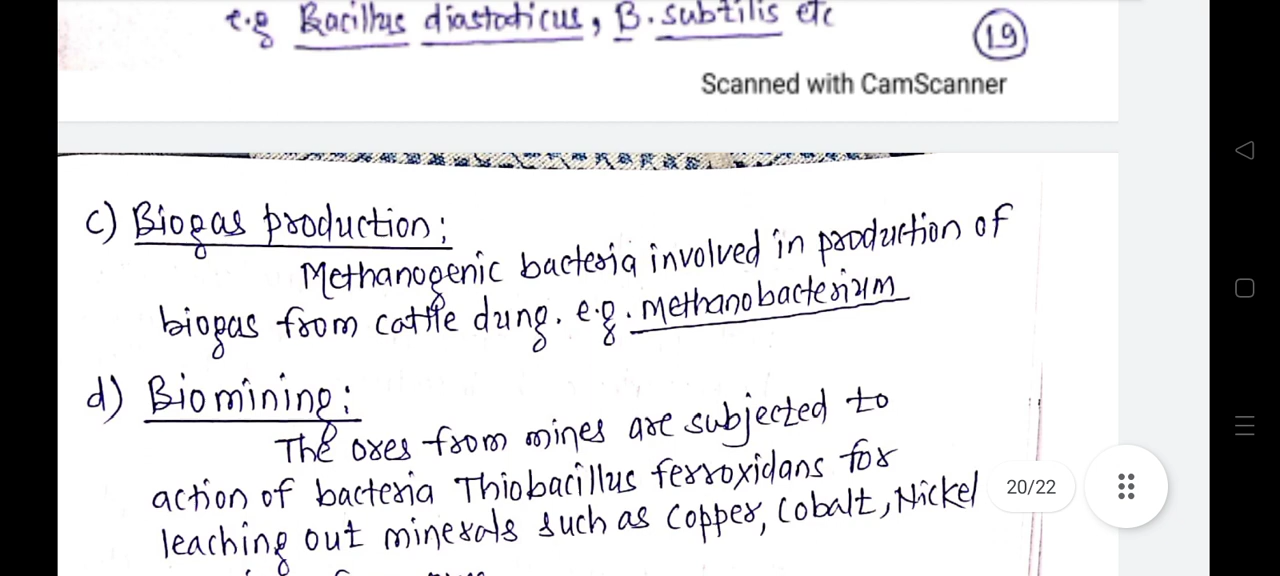 e.g Bacillus diastaticus, B. subtilis etc
19
Scanned with CamScanner
c) Biogas production:
Methanogenic bacteria involved in production of
biogas from cattle dung. e.g. methanobacterium
d) Biomining:
The ores from mines are subjected to
action of bacteria Thiobacillus ferroxidans for
leaching out minerals such as Copper, Cobalt, Nickel
20/22